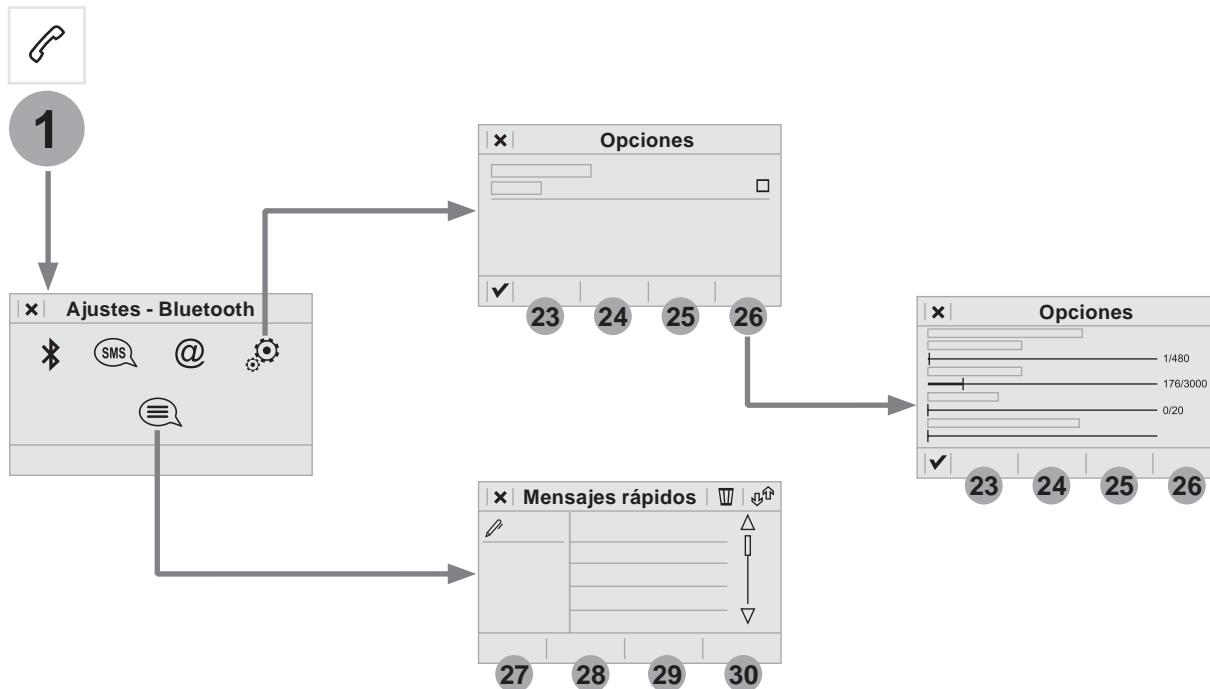 1
Ajustes - Bluetooth
SMS
@
Opciones
23 24 25 26
Opciones
1/480
176/3000
0/20
23 24 25 26
Mensajes rápidos
27 28 29 30